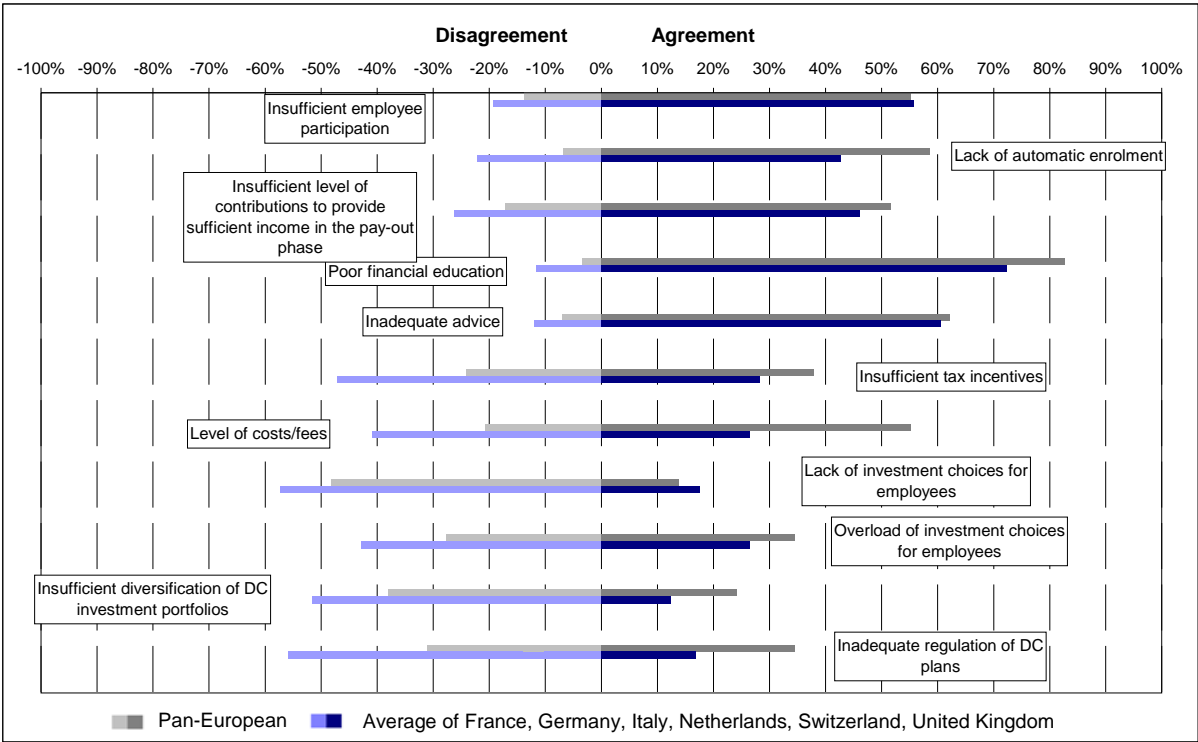 Disagreement Agreement
-100% -90% -80% -70% -60% -50% -40% -30% -20% -10% 0% 10% 20% 30% 40% 50% 60% 70% 80% 90% 100%
Insufficient employee
participation
Lack of automatic enrolment
Insufficient level of
contributions to provide
sufficient income in the pay-out
phase
Poor financial education
Inadequate advice
Insufficient tax incentives
Level of costs/fees
Lack of investment choices for
employees
Overload of investment choices
for employees
Insufficient diversification of DC
investment portfolios
Inadequate regulation of DC
plans
Pan-European Average of France, Germany, Italy, Netherlands, Switzerland, United Kingdom